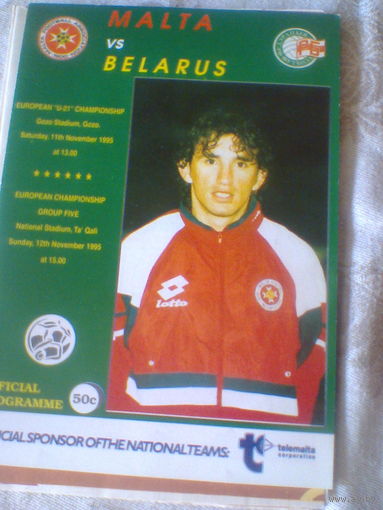 MALTA
vs
BELARUS
EUROPEAN "U-21" CHAMPIONSHIP
Gozo Stadium, Gozo.
Saturday, 11th November 1995
at 13.00
★ ★ ★ ★ ★ ★
EUROPEAN CHAMPIONSHIP
GROUP FIVE
National Stadium, Ta' Qali
Sunday, 12th November 1995
at 15.00
lotto
FICIAL
OGRAMME
50c
ICIAL SPONSOR OF THE NATIONAL TEAMS:
telemalta
corporation